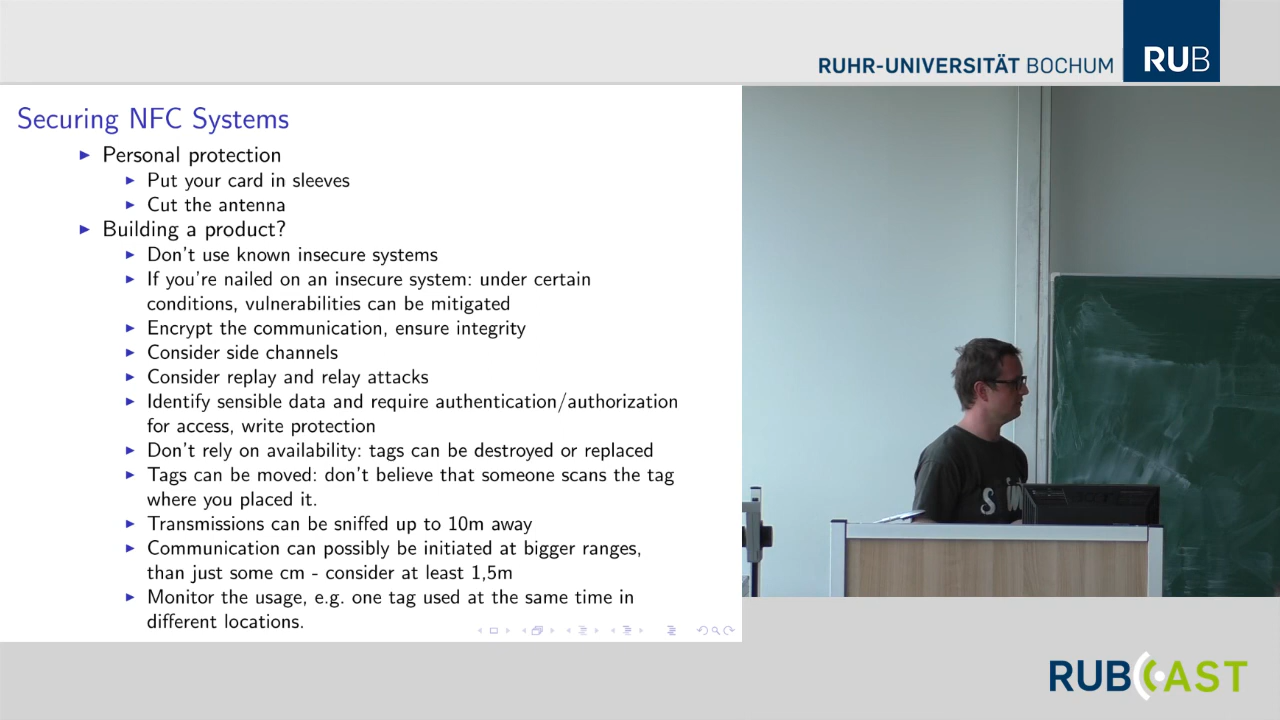 RUHR-UNIVERSITÄT BOCHUM
RUB
Securing NFC Systems
Personal protection
Put your card in sleeves
Cut the antenna
Building a product?
Don't use known insecure systems
If you're nailed on an insecure system: under certain
conditions, vulnerabilities can be mitigated
Encrypt the communication, ensure integrity
Consider side channels
Consider replay and relay attacks
Identify sensible data and require authentication/authorization
for access, write protection
Don't rely on availability: tags can be destroyed or replaced
Tags can be moved: don't believe that someone scans the tag
where you placed it.
Transmissions can be sniffed up to 10m away
Communication can possibly be initiated at bigger ranges,
than just some cm - consider at least 1,5m
Monitor the usage, e.g. one tag used at the same time in
different locations.
RUBCAST